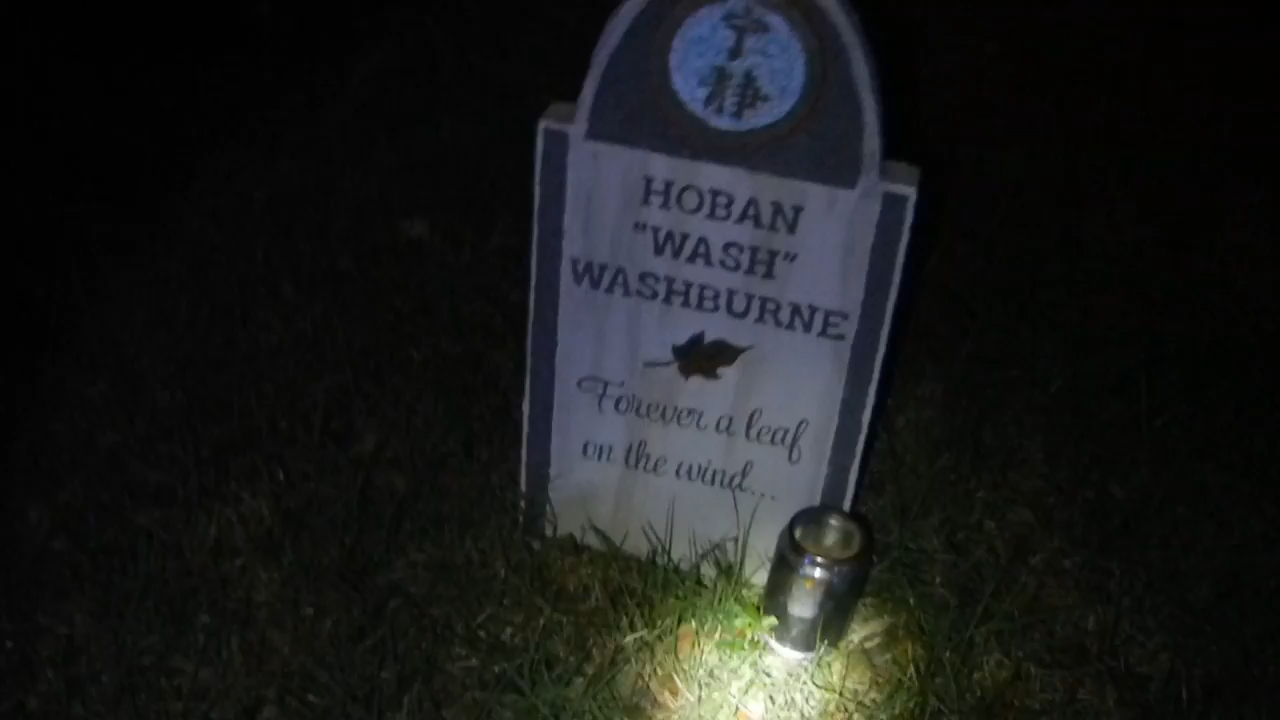 宁
静
HOBAN
"WASH"
WASHBURNE
Forever a leaf
on the wind...